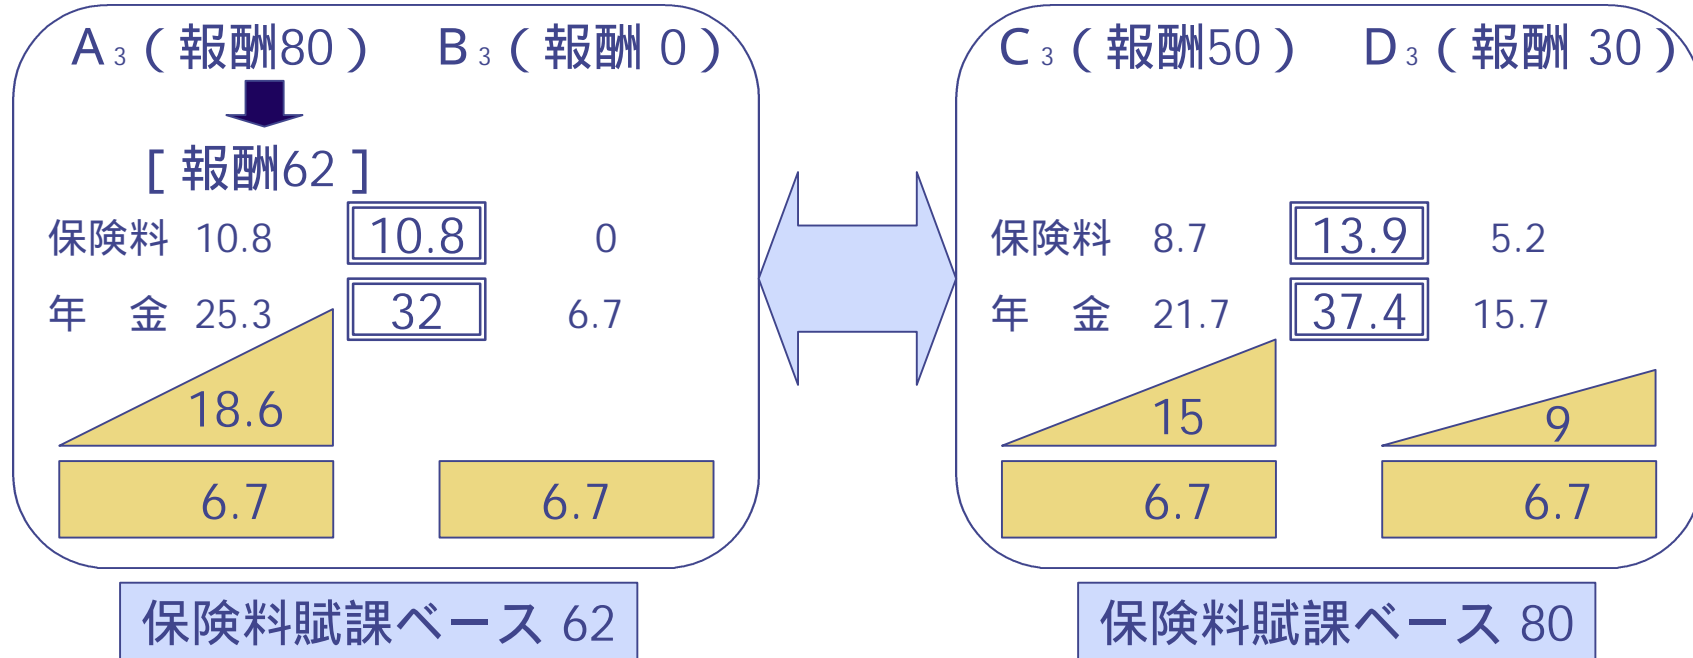 A3(報酬80) B3(報酬 0)
[報酬62]
保険料 10.8 10.8 0
年 金 25.3 32 6.7
18.6
6.7 6.7
保険料賦課ベース 62
C3(報酬50) D3(報酬 30)
保険料 8.7 13.9 5.2
年 金 21.7 37.4 15.7
15 9
6.7 6.7
保険料賦課ベース 80